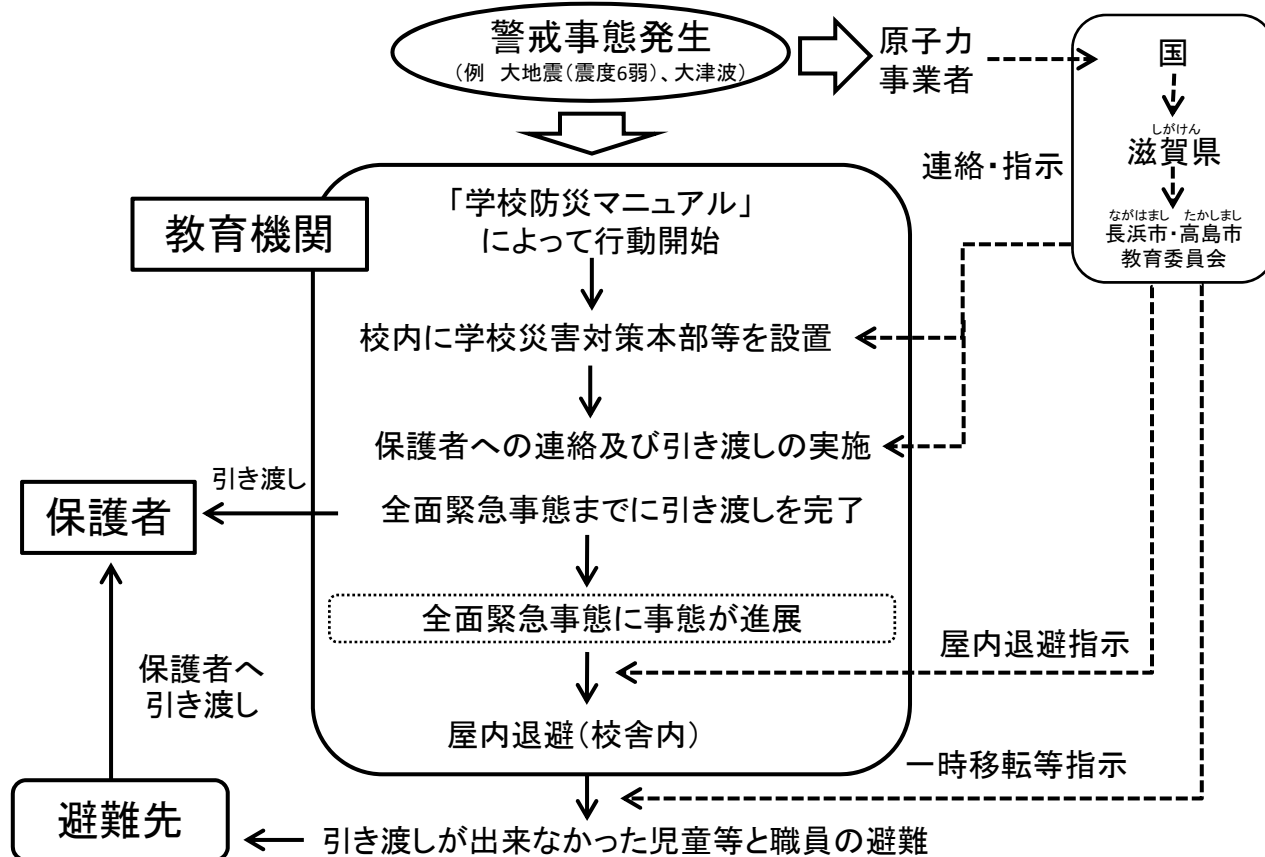 警戒事態発生
(例 大地震(震度6弱)、大津波)
原子力
事業者
国
しがけん
滋賀県
ながはまし たかしまし
長浜市・高島市
教育委員会
連絡・指示
教育機関
「学校防災マニュアル」
によって行動開始
校内に学校災害対策本部等を設置
保護者への連絡及び引き渡しの実施
引き渡し
保護者
全面緊急事態までに引き渡しを完了
全面緊急事態に事態が進展
屋内退避指示
保護者へ
引き渡し
屋内退避(校舎内)
一時移転等指示
避難先
引き渡しが出来なかった児童等と職員の避難